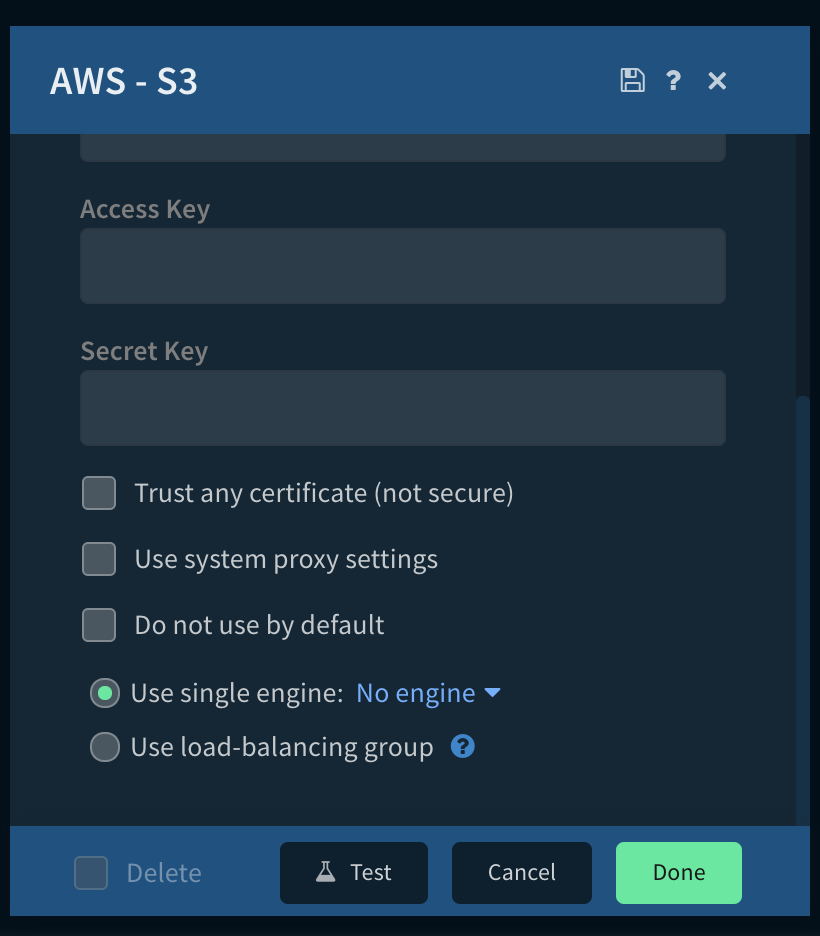 AWS - S3 ?
Access Key
Secret Key
Trust any certificate (not secure)
Use system proxy settings
Do not use by default
Use single engine: No engine
Use load-balancing group ?
Delete Test Cancel Done